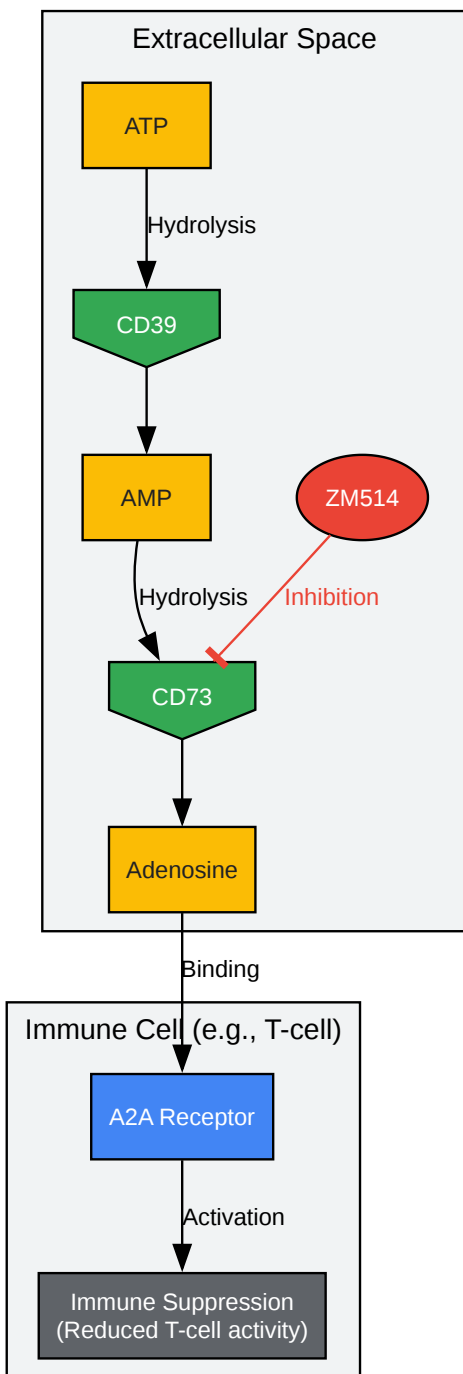 Extracellular Space
ATP
Hydrolysis
CD39
AMP
ZM514
Hydrolysis
Inhibition
CD73
Adenosine
Binding
Immune Cell (e.g., T-cell)
A2A Receptor
Activation
Immune Suppression
(Reduced T-cell activity)